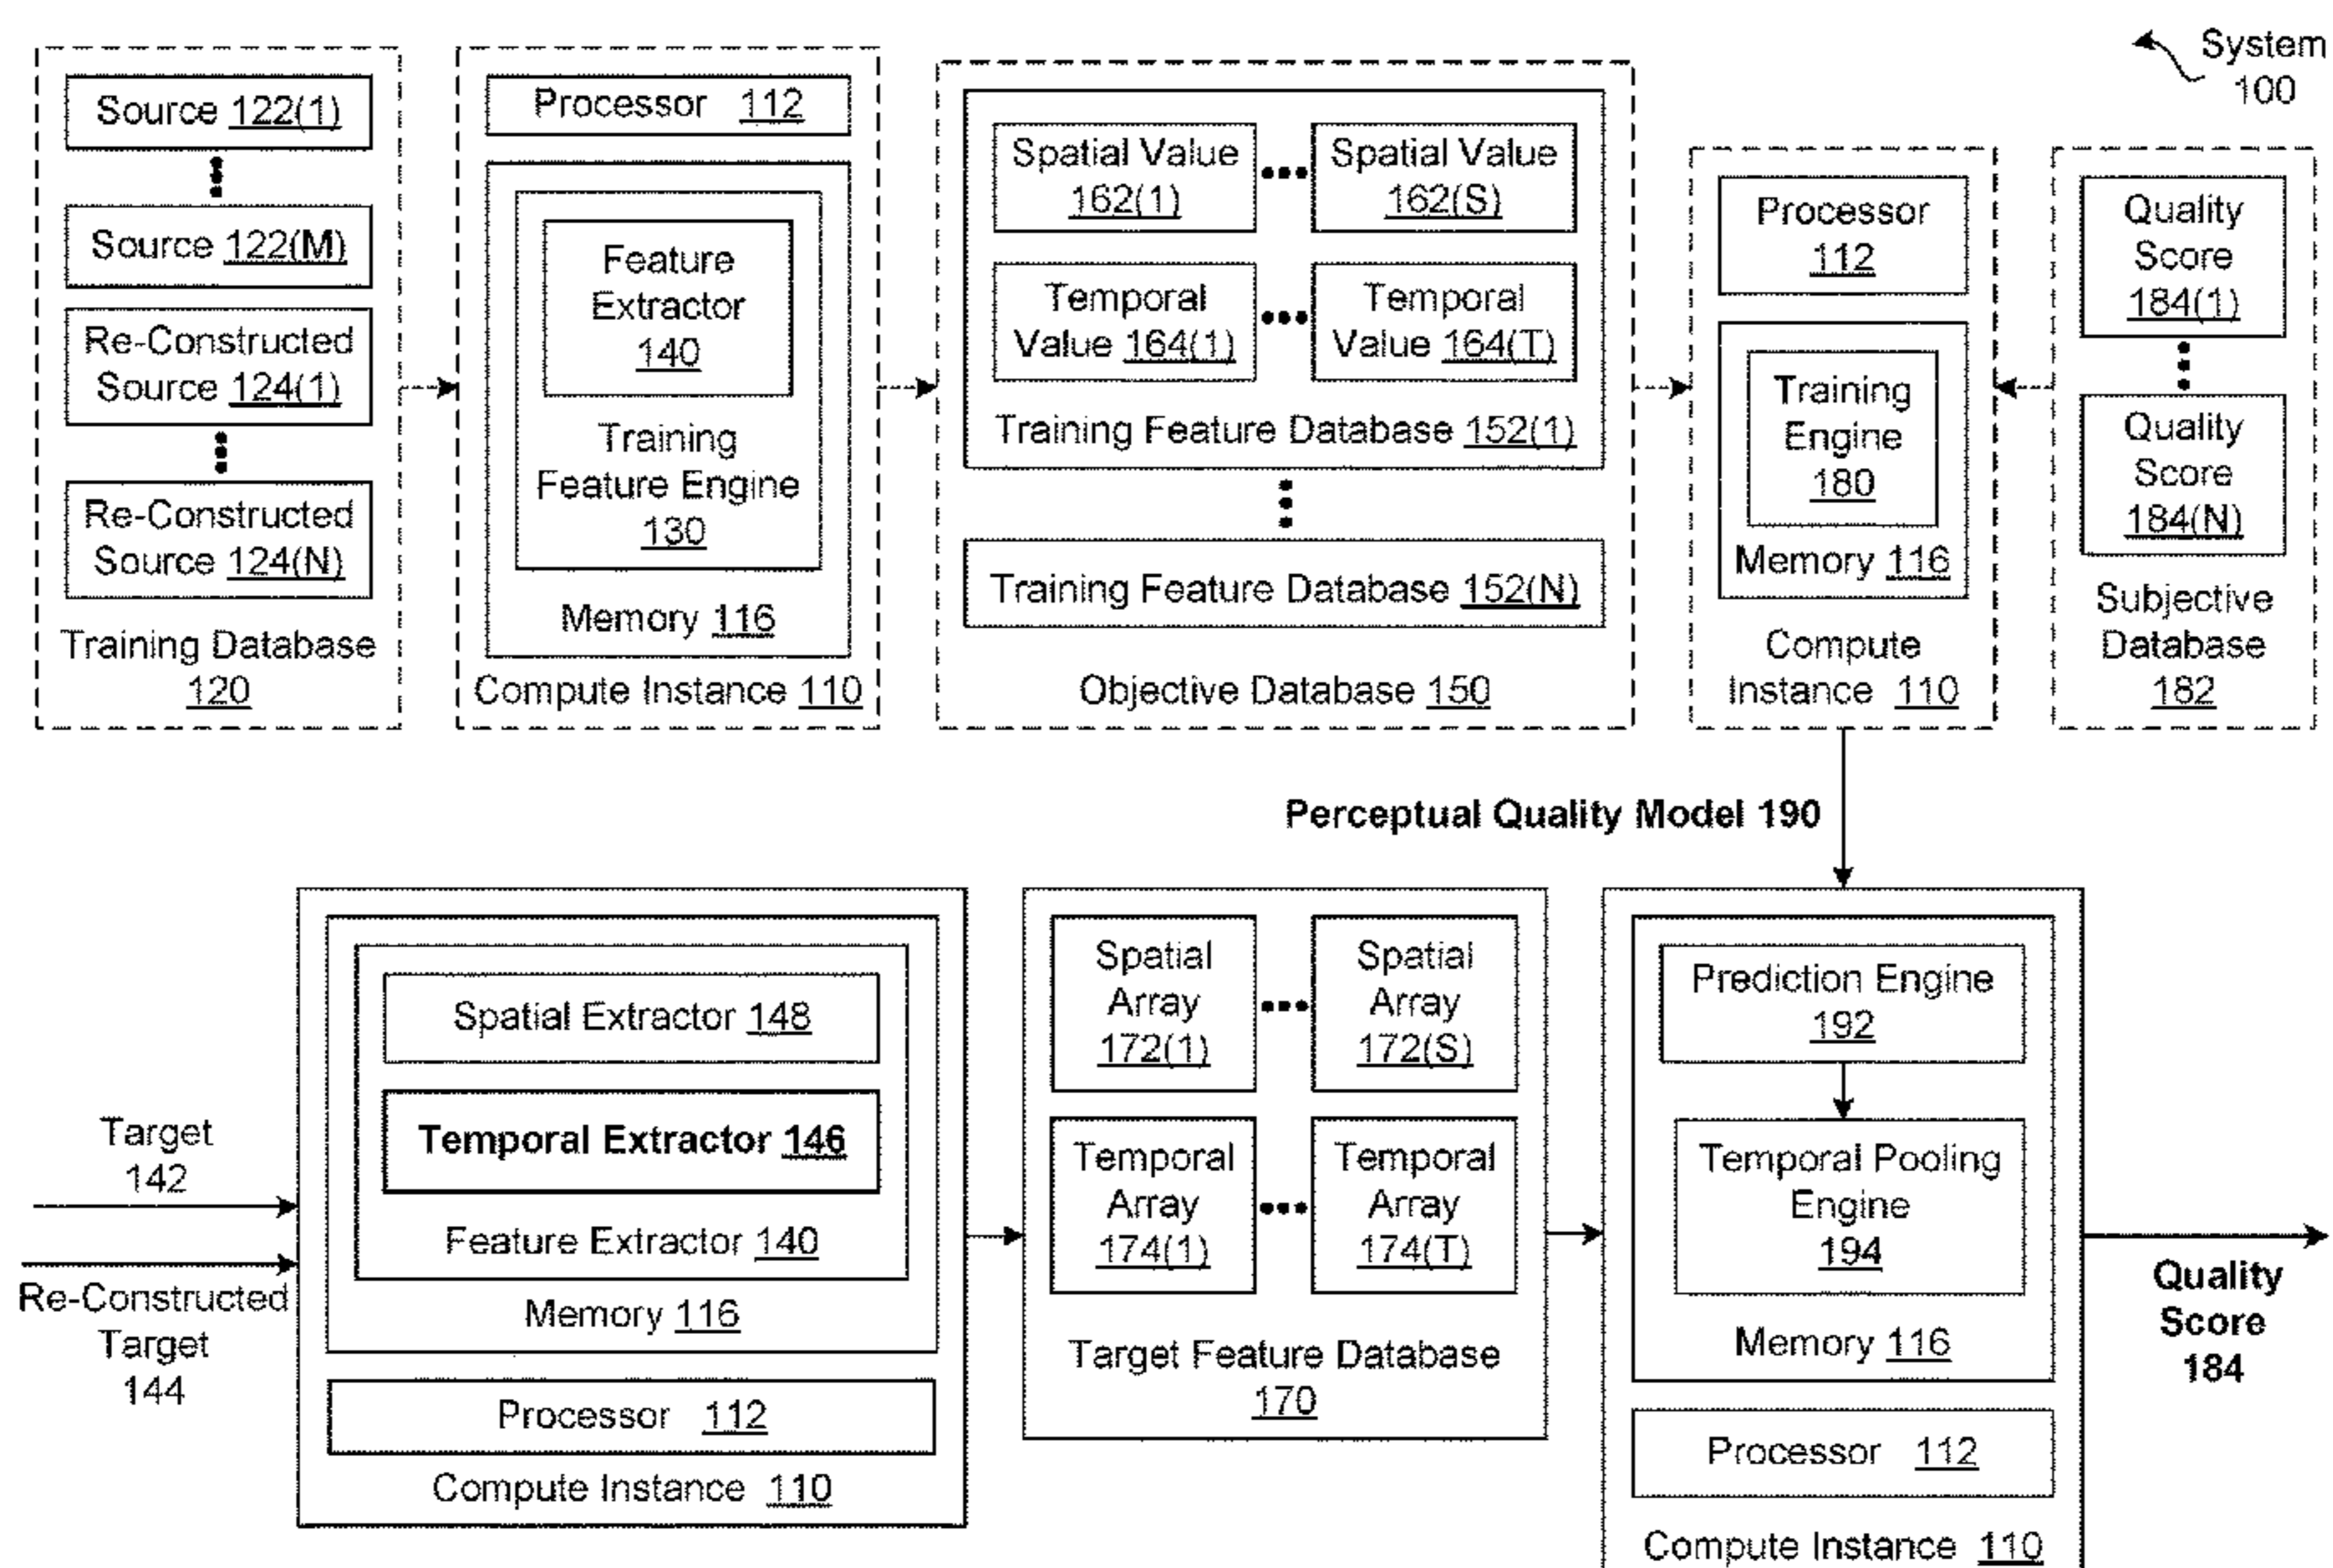 System
100
Source 122(1)
Source 122(M)
Re-Constructed
Source 124(1)
Re-Constructed
Source 124(N)
Training Database
120
Processor 112
Feature
Extractor
140
Training
Feature Engine
130
Memory 116
Compute Instance 110
Spatial Value
162(1)
Spatial Value
162(S)
Temporal
Value 164(1)
Temporal
Value 164(T)
Training Feature Database 152(1)
Training Feature Database 152(N)
Objective Database 150
Processor
112
Training
Engine
180
Memory 116
Compute
Instance 110
Quality
Score
184(1)
Quality
Score
184(N)
Subjective
Database
182
Perceptual Quality Model 190
Target
142
Re-Constructed
Target
144
Spatial Extractor 148
Temporal Extractor 146
Feature Extractor 140
Memory 116
Processor 112
Compute Instance 110
Spatial
Array
172(1)
Spatial
Array
172(S)
Temporal
Array
174(1)
Temporal
Array
174(T)
Target Feature Database
170
Prediction Engine
192
Temporal Pooling
Engine
194
Memory 116
Processor 112
Compute Instance 110
Quality
Score
184